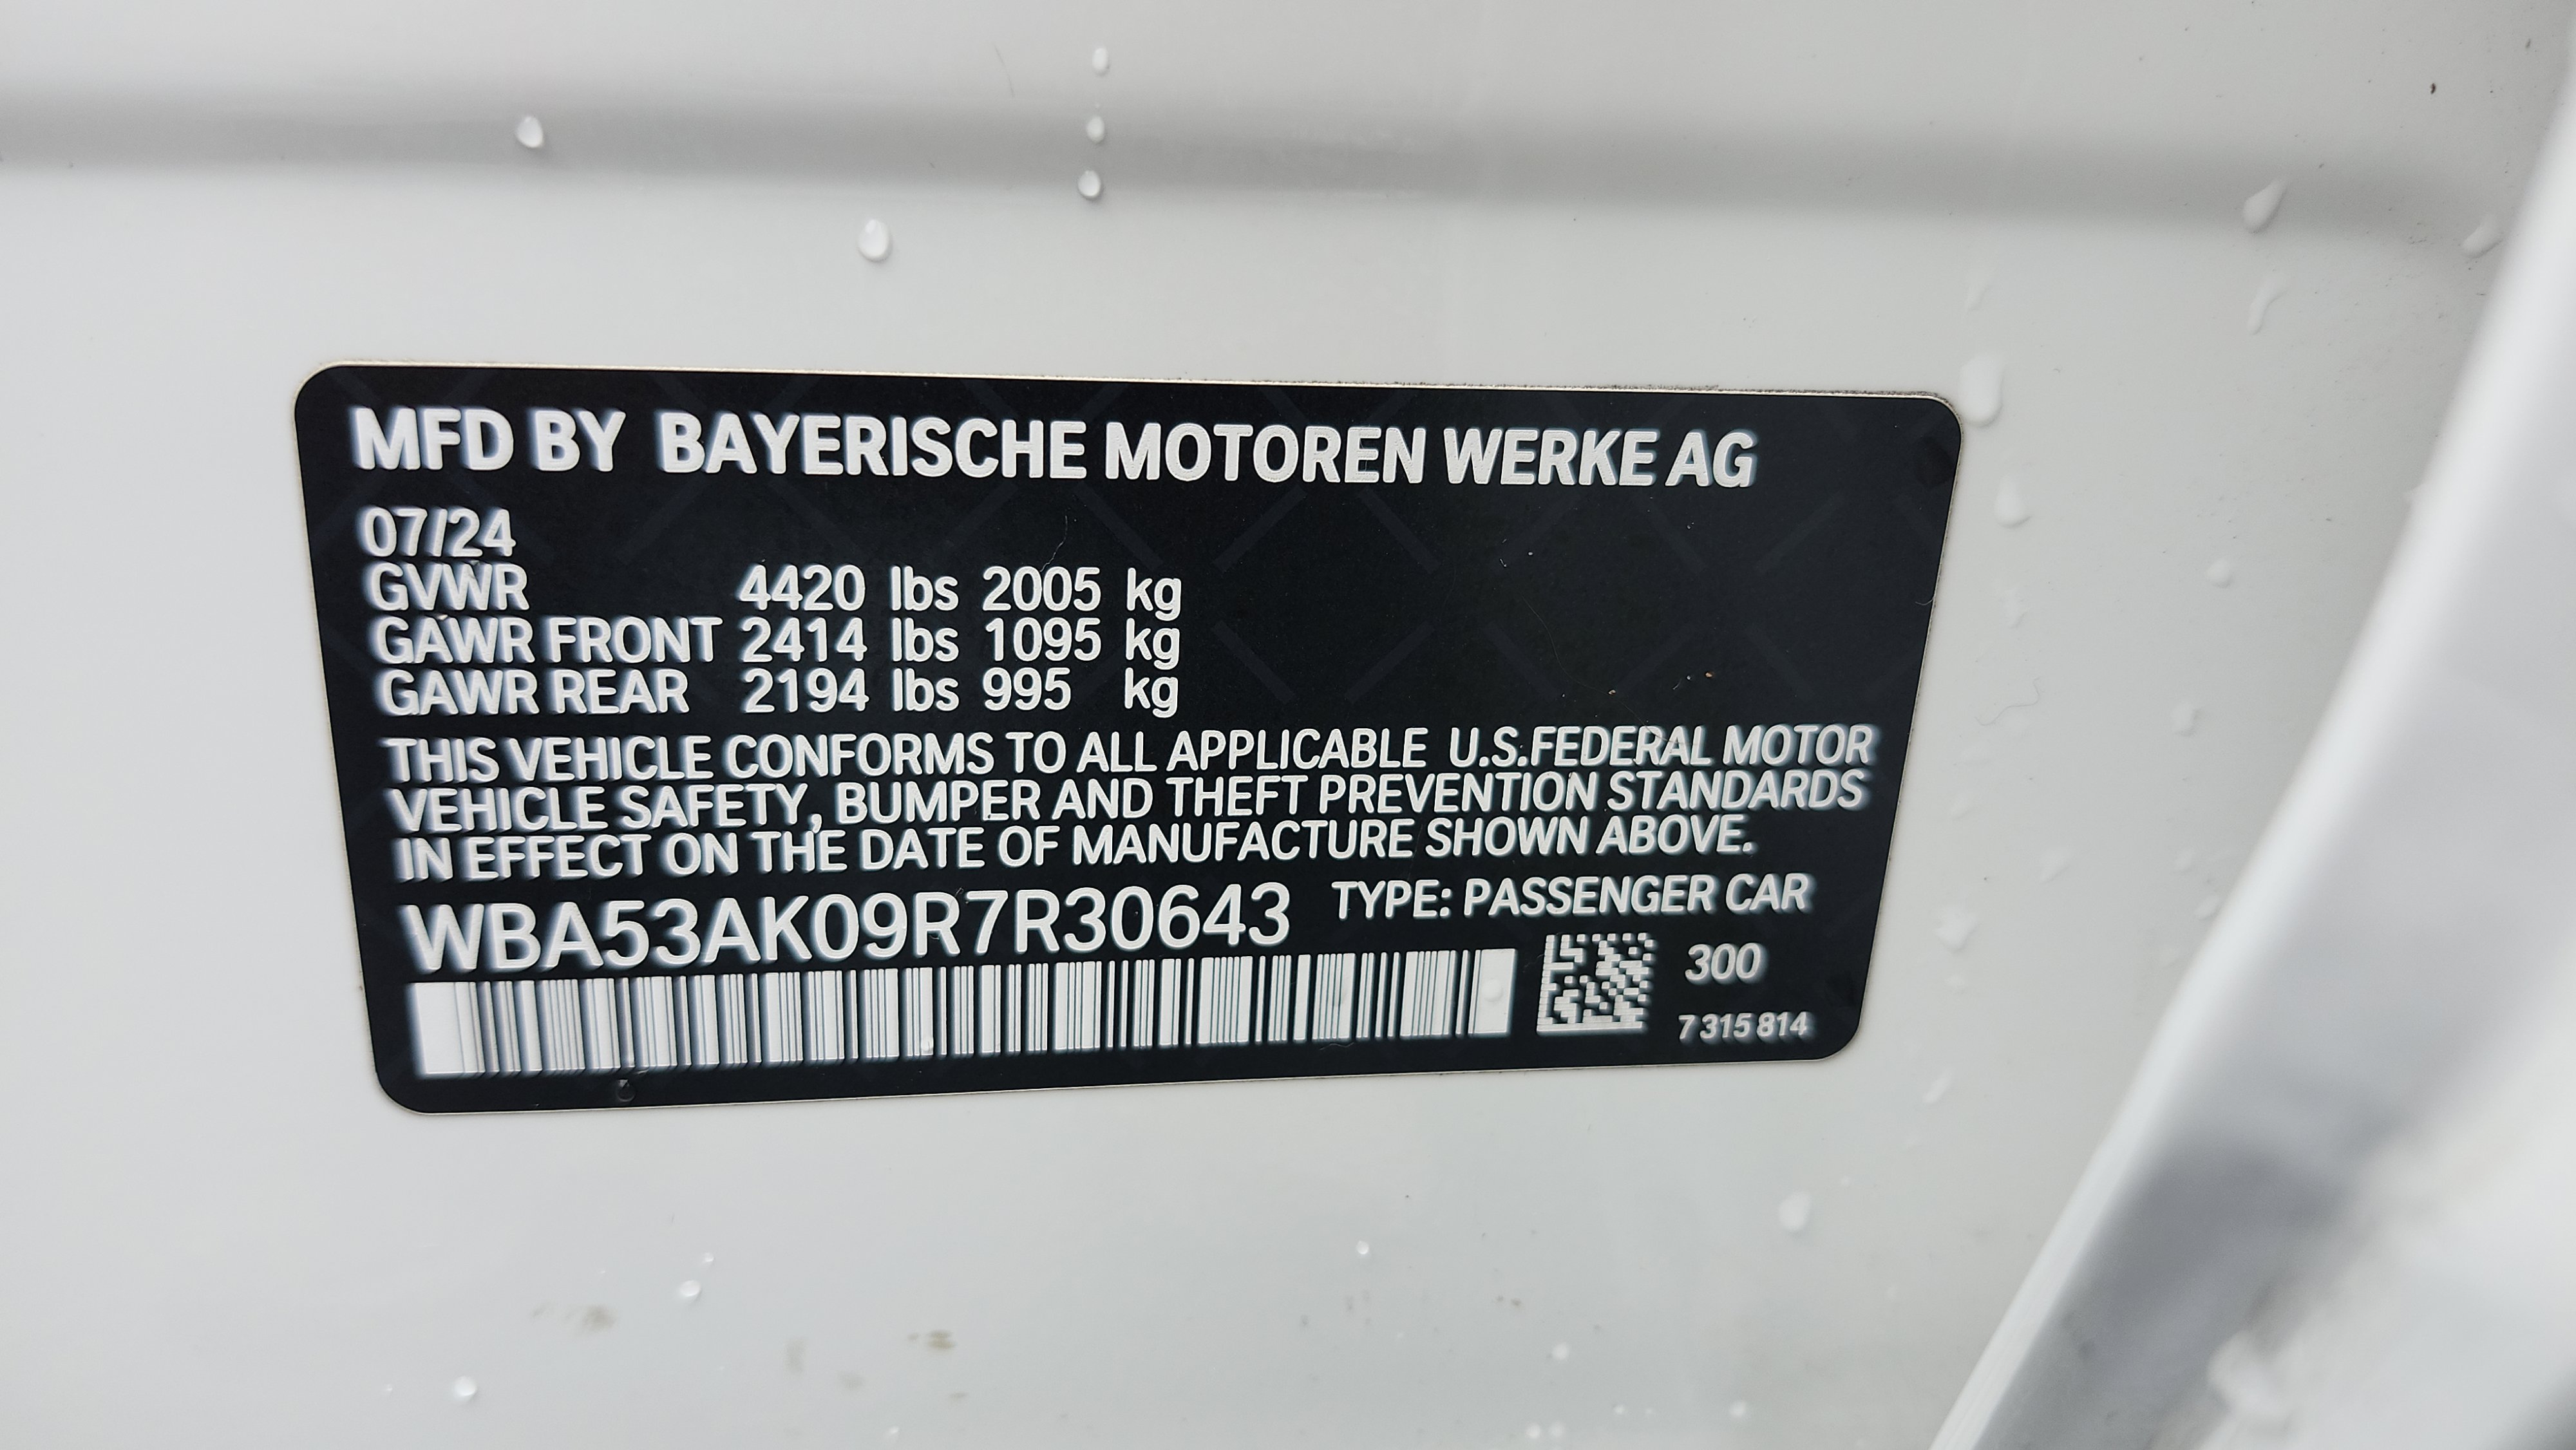 MFD BY BAYERISCHE MOTOREN WERKE AG
07/24
GVWR 4420 lbs 2005 kg
GAWR FRONT 2414 lbs 1095 kg
GAWR REAR 2194 lbs 995 kg
THIS VEHICLE CONFORMS TO ALL APPLICABLE U.S.FEDERAL MOTOR
VEHICLE SAFETY, BUMPER AND THEFT PREVENTION STANDARDS
IN EFFECT ON THE DATE OF MANUFACTURE SHOWN ABOVE.
WBA53AK09R7R30643 TYPE: PASSENGER CAR
300
7 315 814